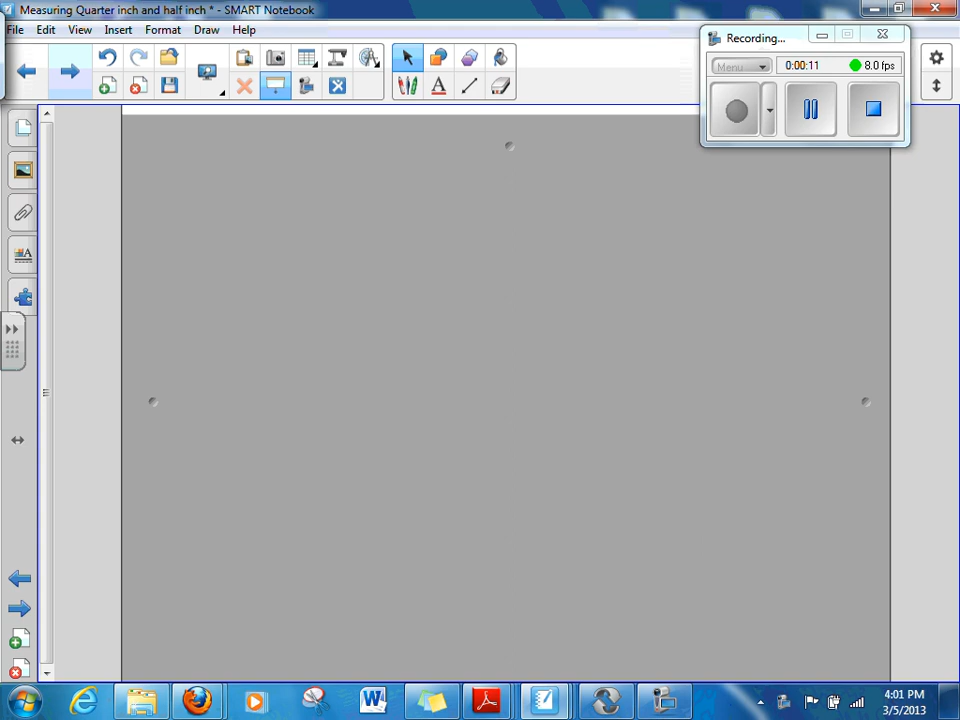 Measuring Quarter inch and half inch * - SMART Notebook
File Edit View Insert Format Draw Help
Recording...
Menu 0:00:11 8.0 fps
4:01 PM
3/5/2013